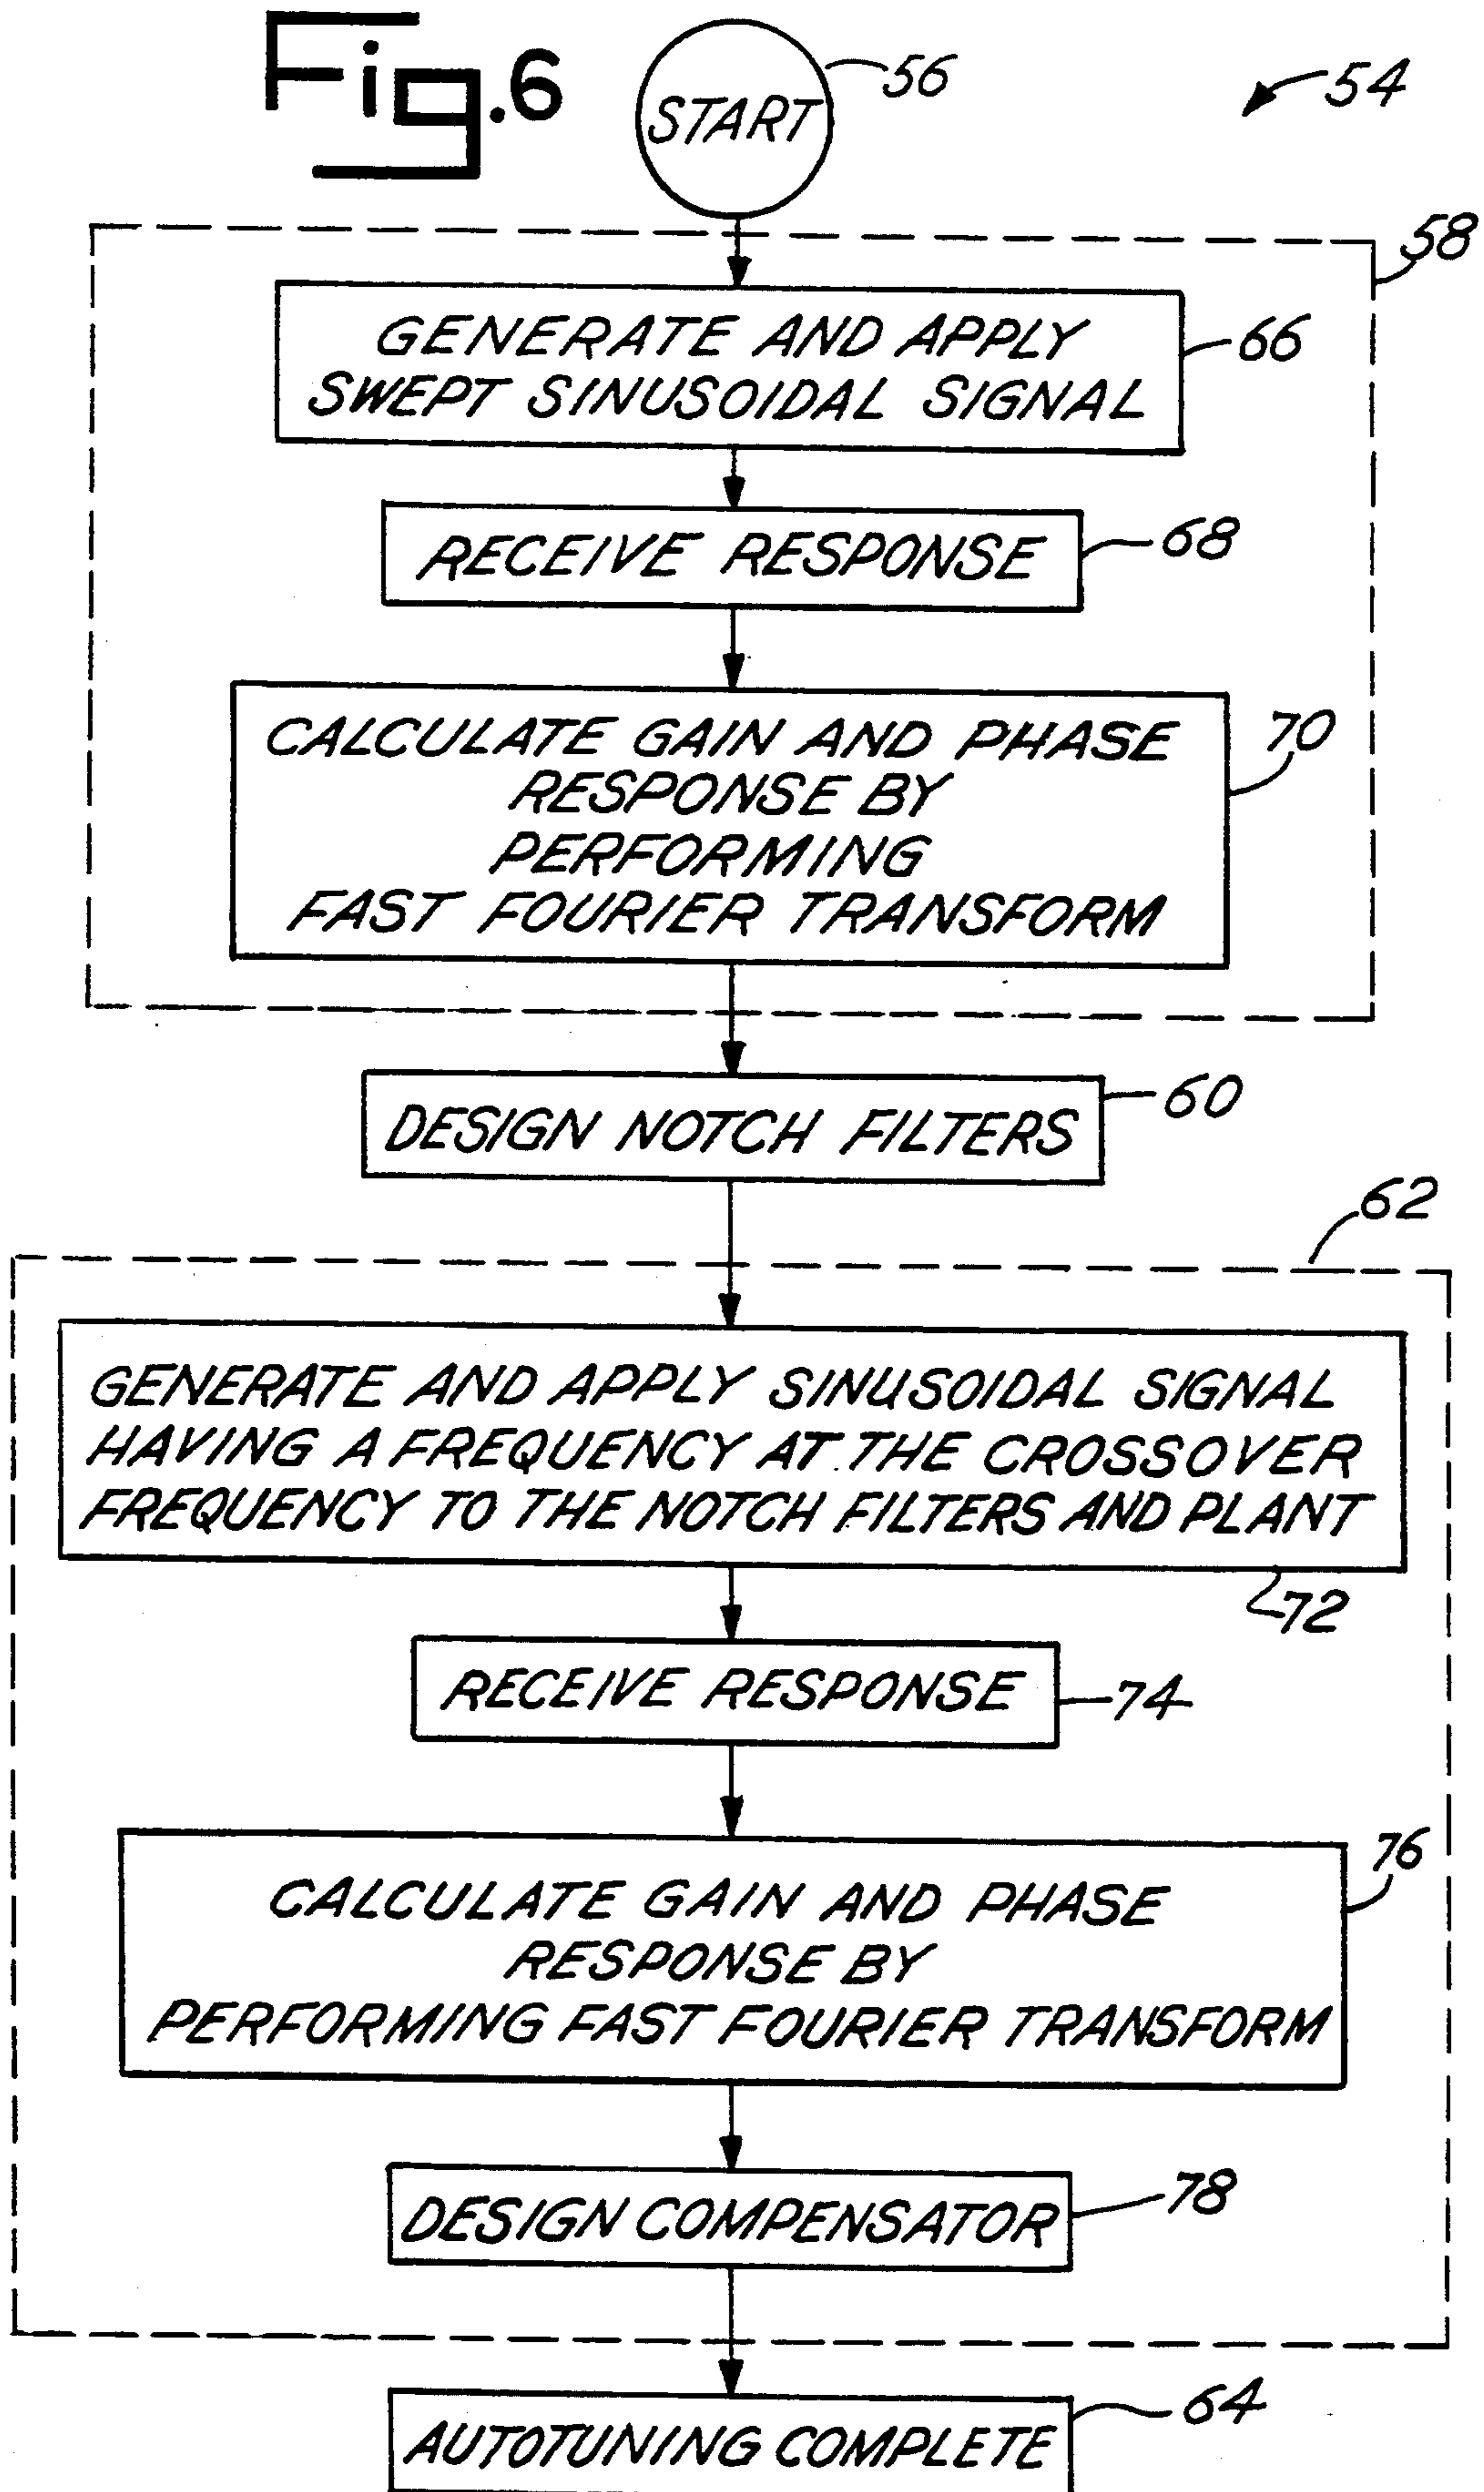 Fig.6
START
56
54
58
GENERATE AND APPLY
SWEPT SINUSOIDAL SIGNAL
66
RECEIVE RESPONSE
68
CALCULATE GAIN AND PHASE
RESPONSE BY
PERFORMING
FAST FOURIER TRANSFORM
70
DESIGN NOTCH FILTERS
60
62
GENERATE AND APPLY SINUSOIDAL SIGNAL
HAVING A FREQUENCY AT THE CROSSOVER
FREQUENCY TO THE NOTCH FILTERS AND PLANT
72
RECEIVE RESPONSE
74
CALCULATE GAIN AND PHASE
RESPONSE BY
PERFORMING FAST FOURIER TRANSFORM
76
DESIGN COMPENSATOR
78
AUTOTUNING COMPLETE
64